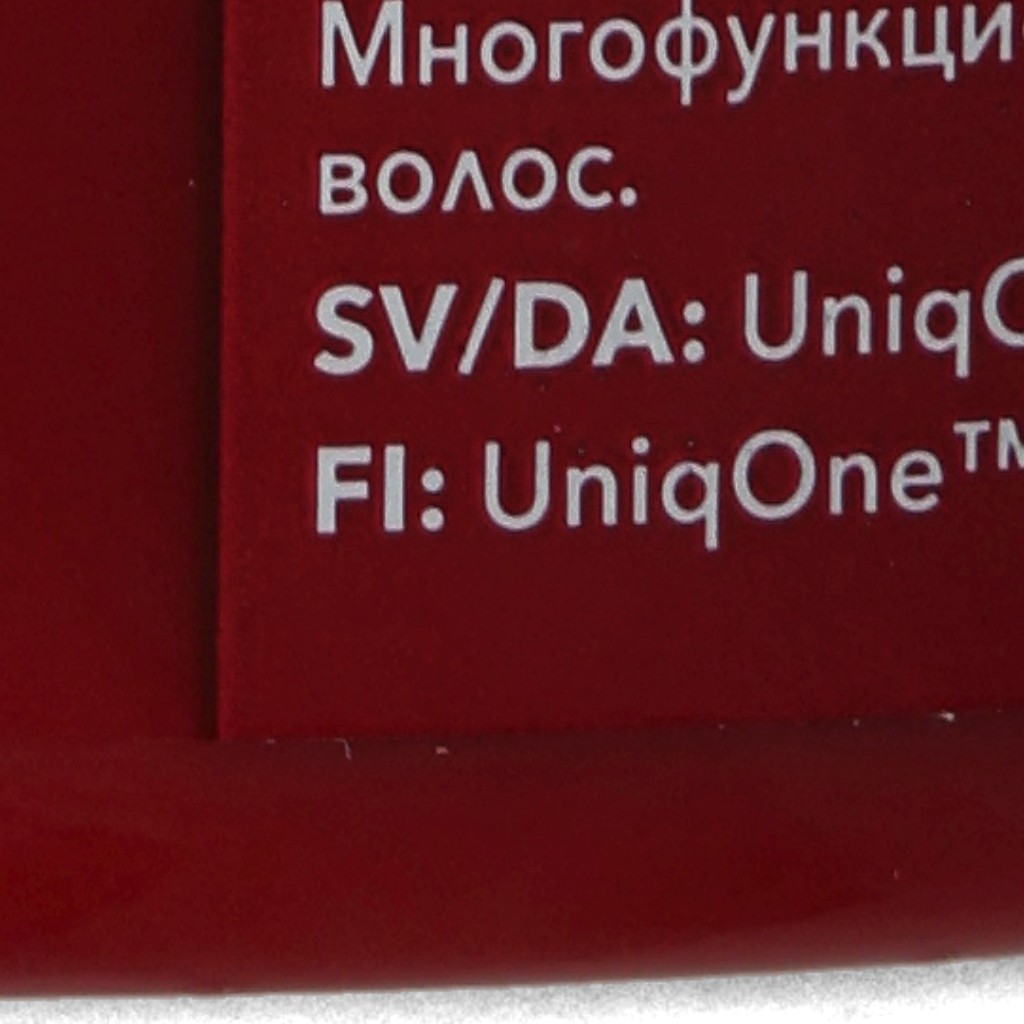 Многофункци
волос.
SV/DA: Uniq
FI: UniqOne™